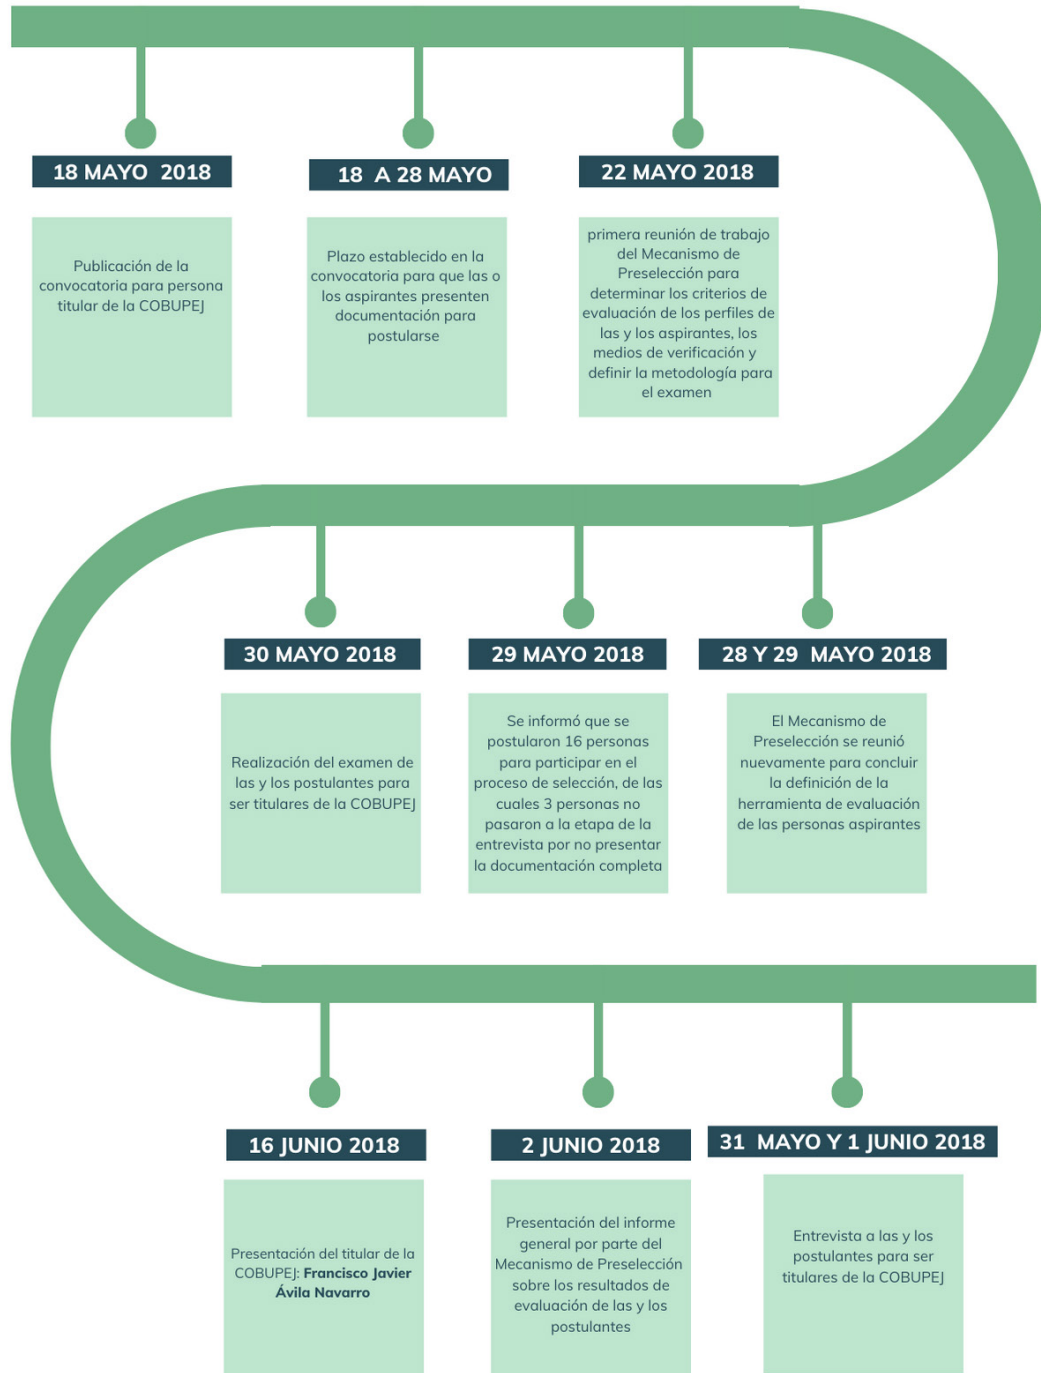 18 MAYO 2018
Publicación de la
convocatoria para persona
titular de la COBUPEJ
18 A 28 MAYO
Plazo establecido en la
convocatoria para que las o
los aspirantes presenten
documentación para
postularse
22 MAYO 2018
primera reunión de trabajo
del Mecanismo de
Preselección para
determinar los criterios de
evaluación de los perfiles de
las y los aspirantes, los
medios de verificación y
definir la metodología para
el examen
30 MAYO 2018
Realización del examen de
las y los postulantes para
ser titulares de la COBUPEJ
29 MAYO 2018
Se informó que se
postularon 16 personas
para participar en el
proceso de selección, de las
cuales 3 personas no
pasaron a la etapa de la
entrevista por no presentar
la documentación completa
28 Y 29 MAYO 2018
El Mecanismo de
Preselección se reunió
nuevamente para concluir
la definición de la
herramienta de evaluación
de las personas aspirantes
16 JUNIO 2018
Presentación del titular de la
COBUPEJ: Francisco Javier
Ávila Navarro
2 JUNIO 2018
Presentación del informe
general por parte del
Mecanismo de Preselección
sobre los resultados de
evaluación de las y los
postulantes
31 MAYO Y 1 JUNIO 2018
Entrevista a las y los
postulantes para ser
titulares de la COBUPEJ